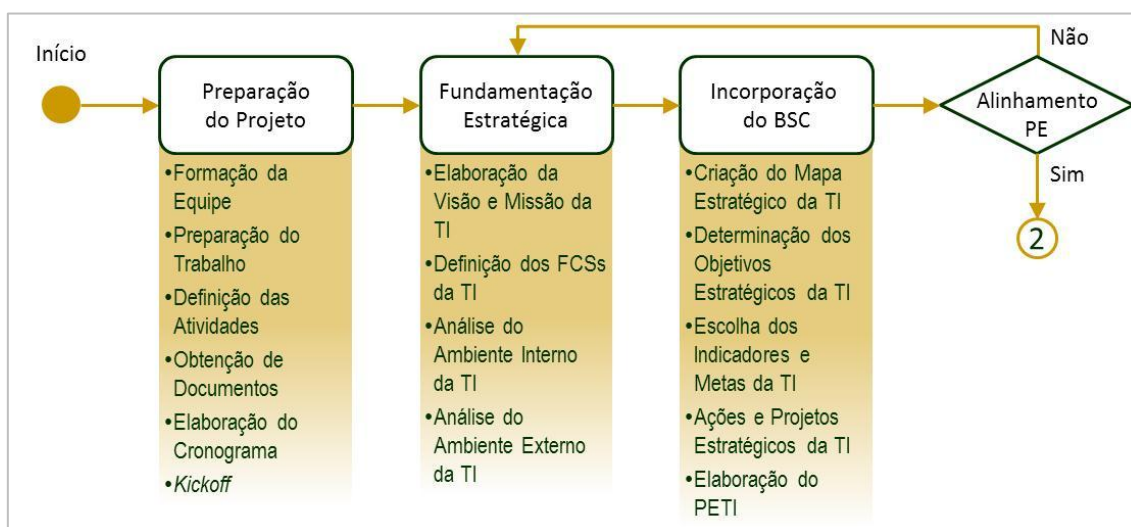 Início
Preparação
do Projeto
•Formação da
Equipe
•Preparação do
Trabalho
•Definição das
Atividades
•Obtenção de
Documentos
•Elaboração do
Cronograma
•Kickoff
Fundamentação
Estratégica
•Elaboração da
Visão e Missão da
TI
•Definição dos FCSs
da TI
•Análise do
Ambiente Interno
da TI
•Análise do
Ambiente Externo
da TI
Incorporação
do BSC
•Criação do Mapa
Estratégico da TI
•Determinação dos
Objetivos
Estratégicos da TI
•Escolha dos
Indicadores e
Metas da TI
•Ações e Projetos
Estratégicos da TI
•Elaboração do
PETI
Não
Alinhamento
PE
Sim
2